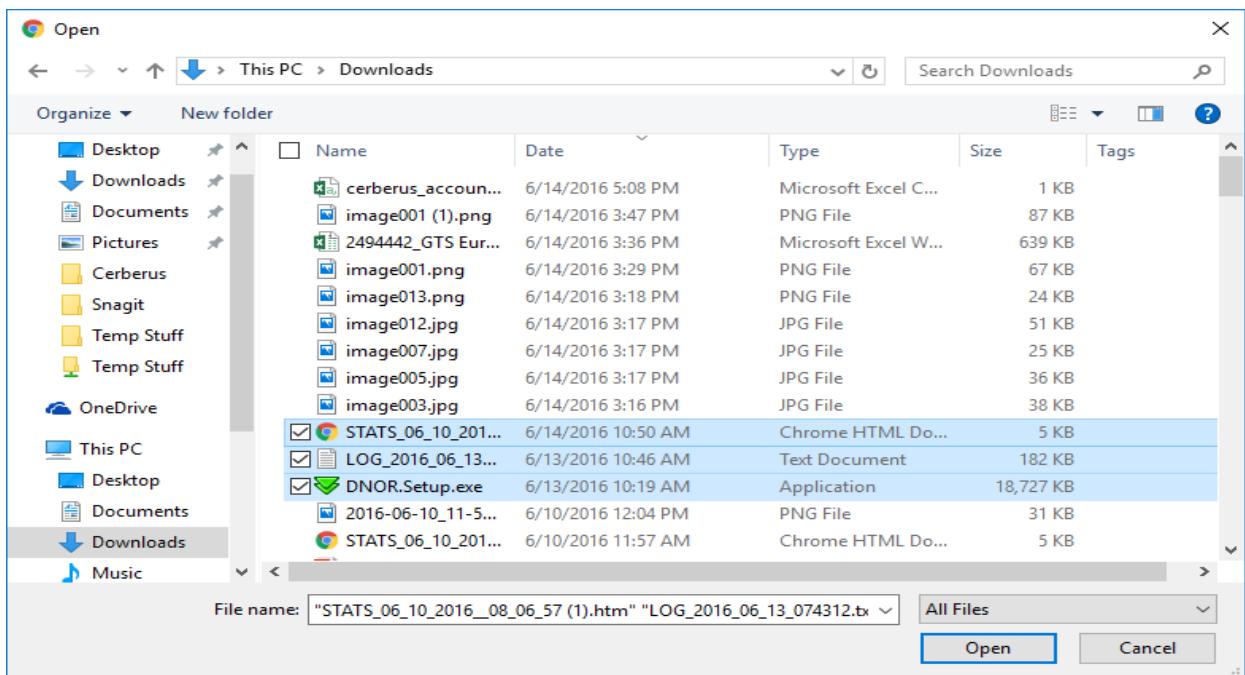 Open
This PC > Downloads
Search Downloads
Organize
New folder
Name Date Type Size Tags
Desktop
Downloads
Documents
Pictures
Cerberus
Snagit
Temp Stuff
Temp Stuff
OneDrive
This PC
Desktop
Documents
Downloads
Music
cerberus_accoun... 6/14/2016 5:08 PM Microsoft Excel C... 1 KB
image001 (1).png 6/14/2016 3:47 PM PNG File 87 KB
2494442_GTS Eur... 6/14/2016 3:36 PM Microsoft Excel W... 639 KB
image001.png 6/14/2016 3:29 PM PNG File 67 KB
image013.png 6/14/2016 3:18 PM PNG File 24 KB
image012.jpg 6/14/2016 3:17 PM JPG File 51 KB
image007.jpg 6/14/2016 3:17 PM JPG File 25 KB
image005.jpg 6/14/2016 3:17 PM JPG File 36 KB
image003.jpg 6/14/2016 3:16 PM JPG File 38 KB
STATS_06_10_201... 6/14/2016 10:50 AM Chrome HTML Do... 5 KB
LOG_2016_06_13... 6/13/2016 10:46 AM Text Document 182 KB
DNOR.Setup.exe 6/13/2016 10:19 AM Application 18,727 KB
2016-06-10_11-5... 6/10/2016 12:04 PM PNG File 31 KB
STATS_06_10_201... 6/10/2016 11:57 AM Chrome HTML Do... 5 KB
File name: "STATS_06_10_2016__08_06_57 (1).htm" "LOG_2016_06_13_074312.tx
All Files
Open
Cancel